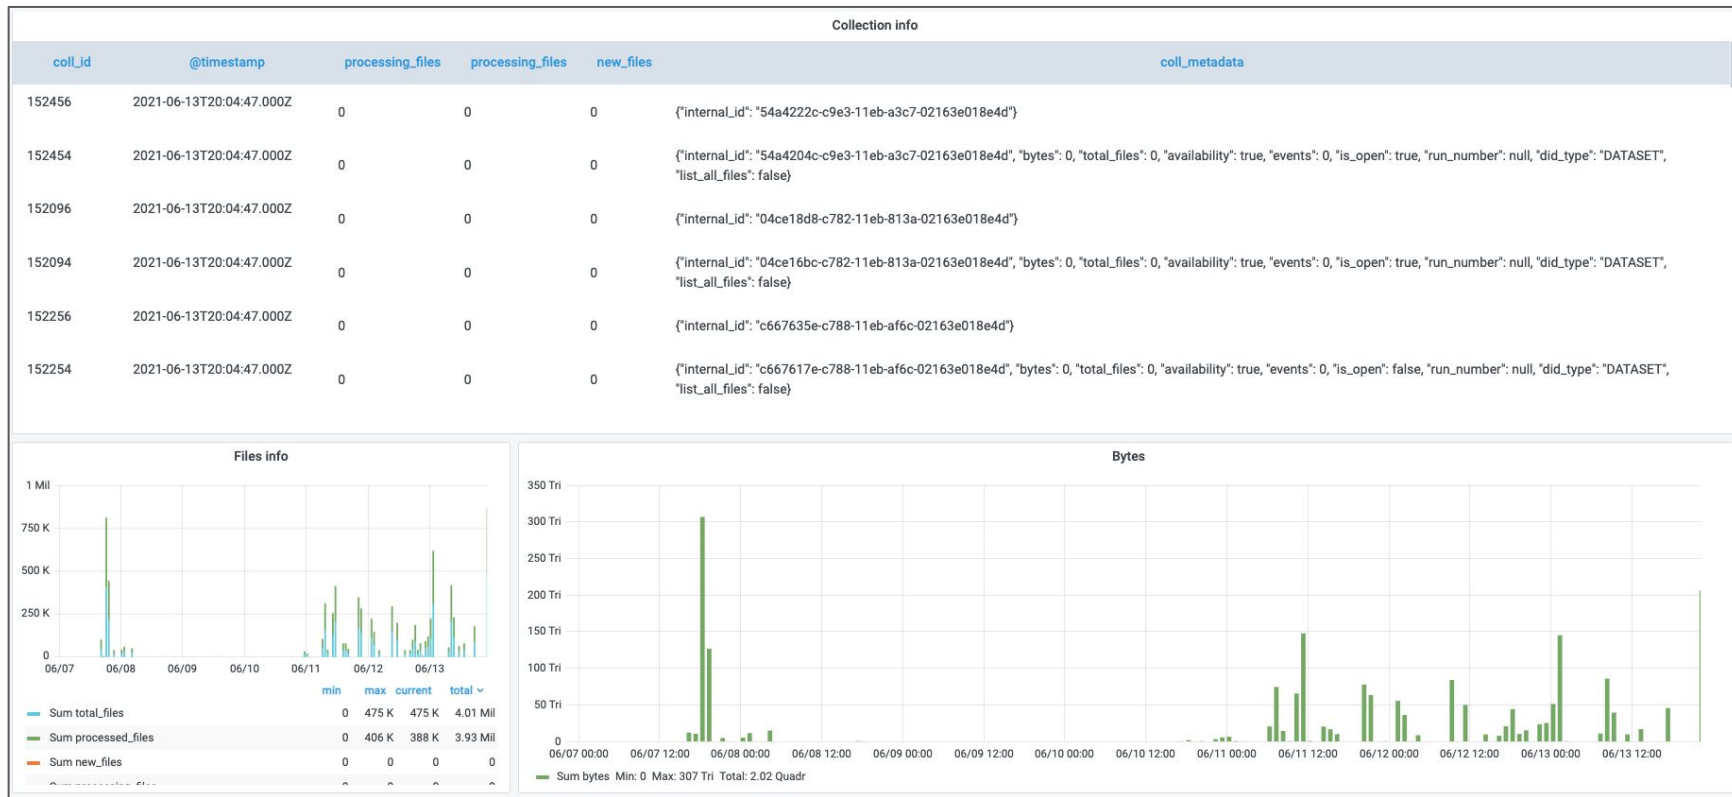 Collection info
coll_id @timestamp processing_files processing_files new_files coll_metadata
152456 2021-06-13T20:04:47.000Z 0 0 0 {"internal_id": "54a4222c-c9e3-11eb-a3c7-02163e018e4d"}
152454 2021-06-13T20:04:47.000Z 0 0 0 {"internal_id": "54a4204c-c9e3-11eb-a3c7-02163e018e4d", "bytes": 0, "total_files": 0, "availability": true, "events": 0, "is_open": true, "run_number": null, "did_type": "DATASET",
"list_all_files": false}
152096 2021-06-13T20:04:47.000Z 0 0 0 {"internal_id": "04ce18d8-c782-11eb-813a-02163e018e4d"}
152094 2021-06-13T20:04:47.000Z 0 0 0 {"internal_id": "04ce16bc-c782-11eb-813a-02163e018e4d", "bytes": 0, "total_files": 0, "availability": true, "events": 0, "is_open": true, "run_number": null, "did_type": "DATASET",
"list_all_files": false}
152256 2021-06-13T20:04:47.000Z 0 0 0 {"internal_id": "c667635e-c788-11eb-af6c-02163e018e4d"}
152254 2021-06-13T20:04:47.000Z 0 0 0 {"internal_id": "c667617e-c788-11eb-af6c-02163e018e4d", "bytes": 0, "total_files": 0, "availability": true, "events": 0, "is_open": false, "run_number": null, "did_type": "DATASET",
"list_all_files": false}
Files info
1 Mil
750 K
500 K
250 K
0
06/07 06/08 06/09 06/10 06/11 06/12 06/13
min max current total
Sum total_files 0 475 K 475 K 4.01 Mil
Sum processed_files 0 406 K 388 K 3.93 Mil
Sum new_files 0 0 0 0
Bytes
350 Tri
300 Tri
250 Tri
200 Tri
150 Tri
100 Tri
50 Tri
0
06/07 00:00 06/07 12:00 06/08 00:00 06/08 12:00 06/09 00:00 06/09 12:00 06/10 00:00 06/10 12:00 06/11 00:00 06/11 12:00 06/12 00:00 06/12 12:00 06/13 00:00 06/13 12:00
Sum bytes Min: 0 Max: 307 Tri Total: 2.02 Quadr